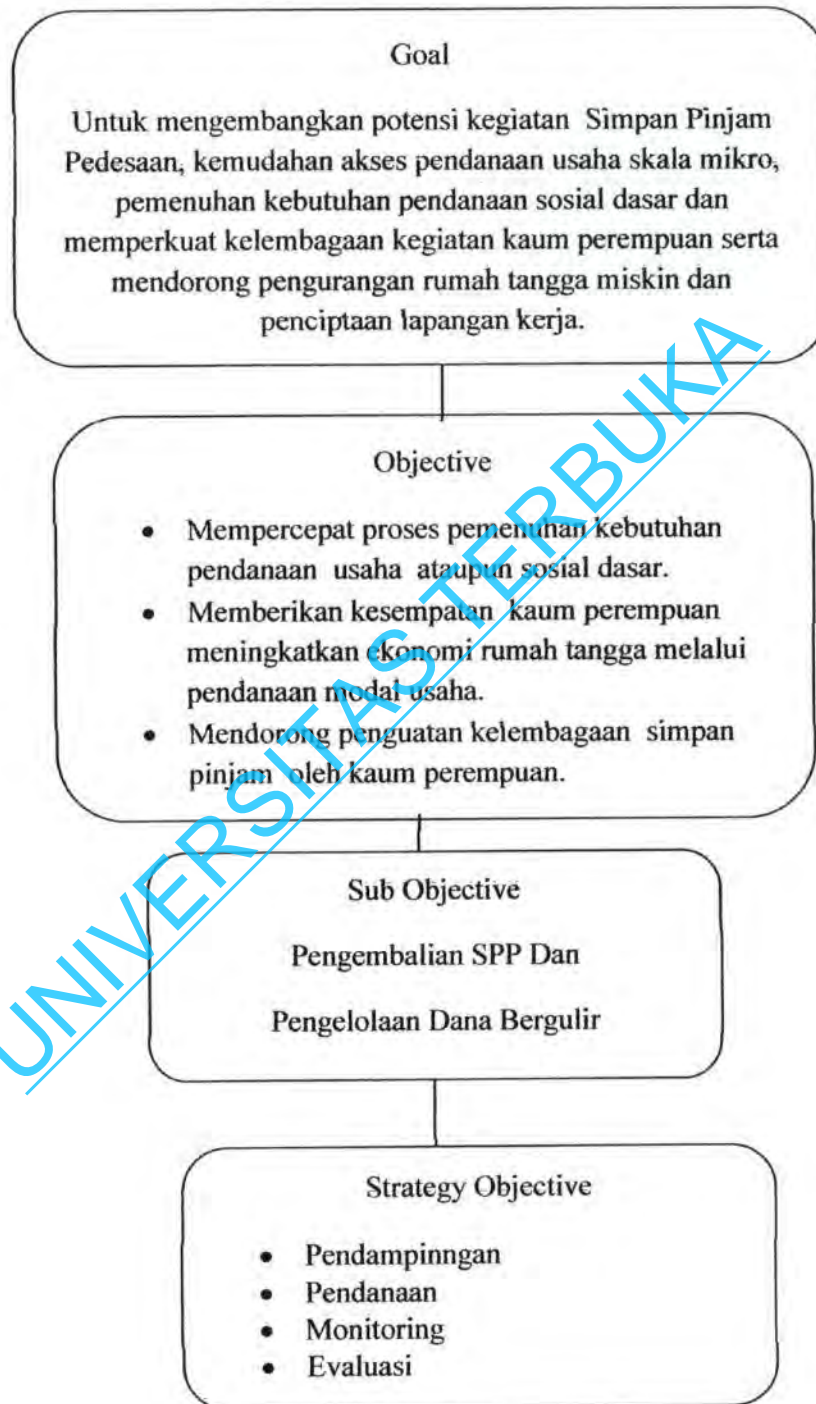 Goal
Untuk mengembangkan potensi kegiatan Simpan Pinjam
Pedesaan, kemudahan akses pendanaan usaha skala mikro,
pemenuhan kebutuhan pendanaan sosial dasar dan
memperkuat kelembagaan kegiatan kaum perempuan serta
mendorong pengurangan rumah tangga miskin dan
penciptaan lapangan kerja.
Objective
• Mempercepat proses pemenuhan kebutuhan
pendanaan usaha ataupun sosial dasar.
• Memberikan kesempatan kaum perempuan
meningkatkan ekonomi rumah tangga melalui
pendanaan modal usaha.
• Mendorong penguatan kelembagaan simpan
pinjam oleh kaum perempuan.
Sub Objective
Pengembalian SPP Dan
Pengelolaan Dana Bergulir
Strategy Objective
• Pendampinngan
• Pendanaan
• Monitoring
• Evaluasi
UNIVERSITAS TERBUKA